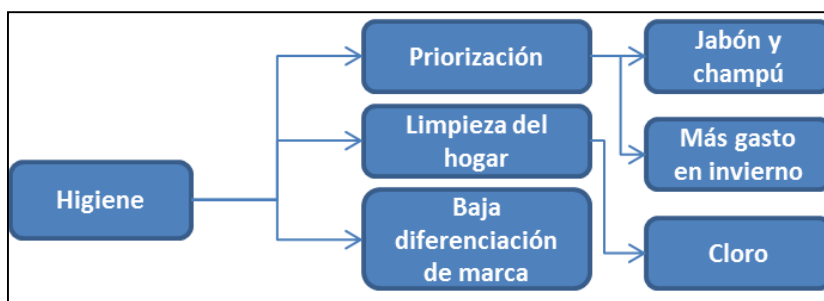 Higiene
Priorización
Limpieza del
hogar
Baja
diferenciación
de marca
Jabón y
champú
Más gasto
en invierno
Cloro